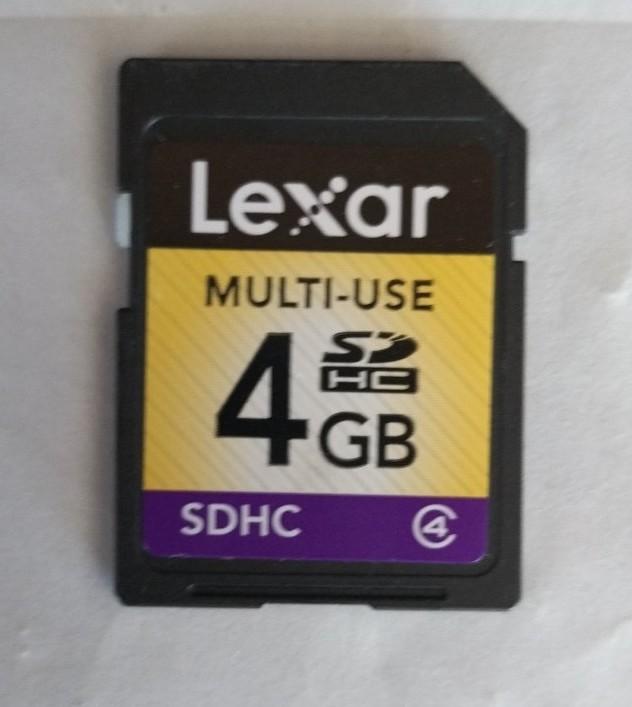 Lexar
MULTI-USE
4 GB
SD
HC
SDHC 4